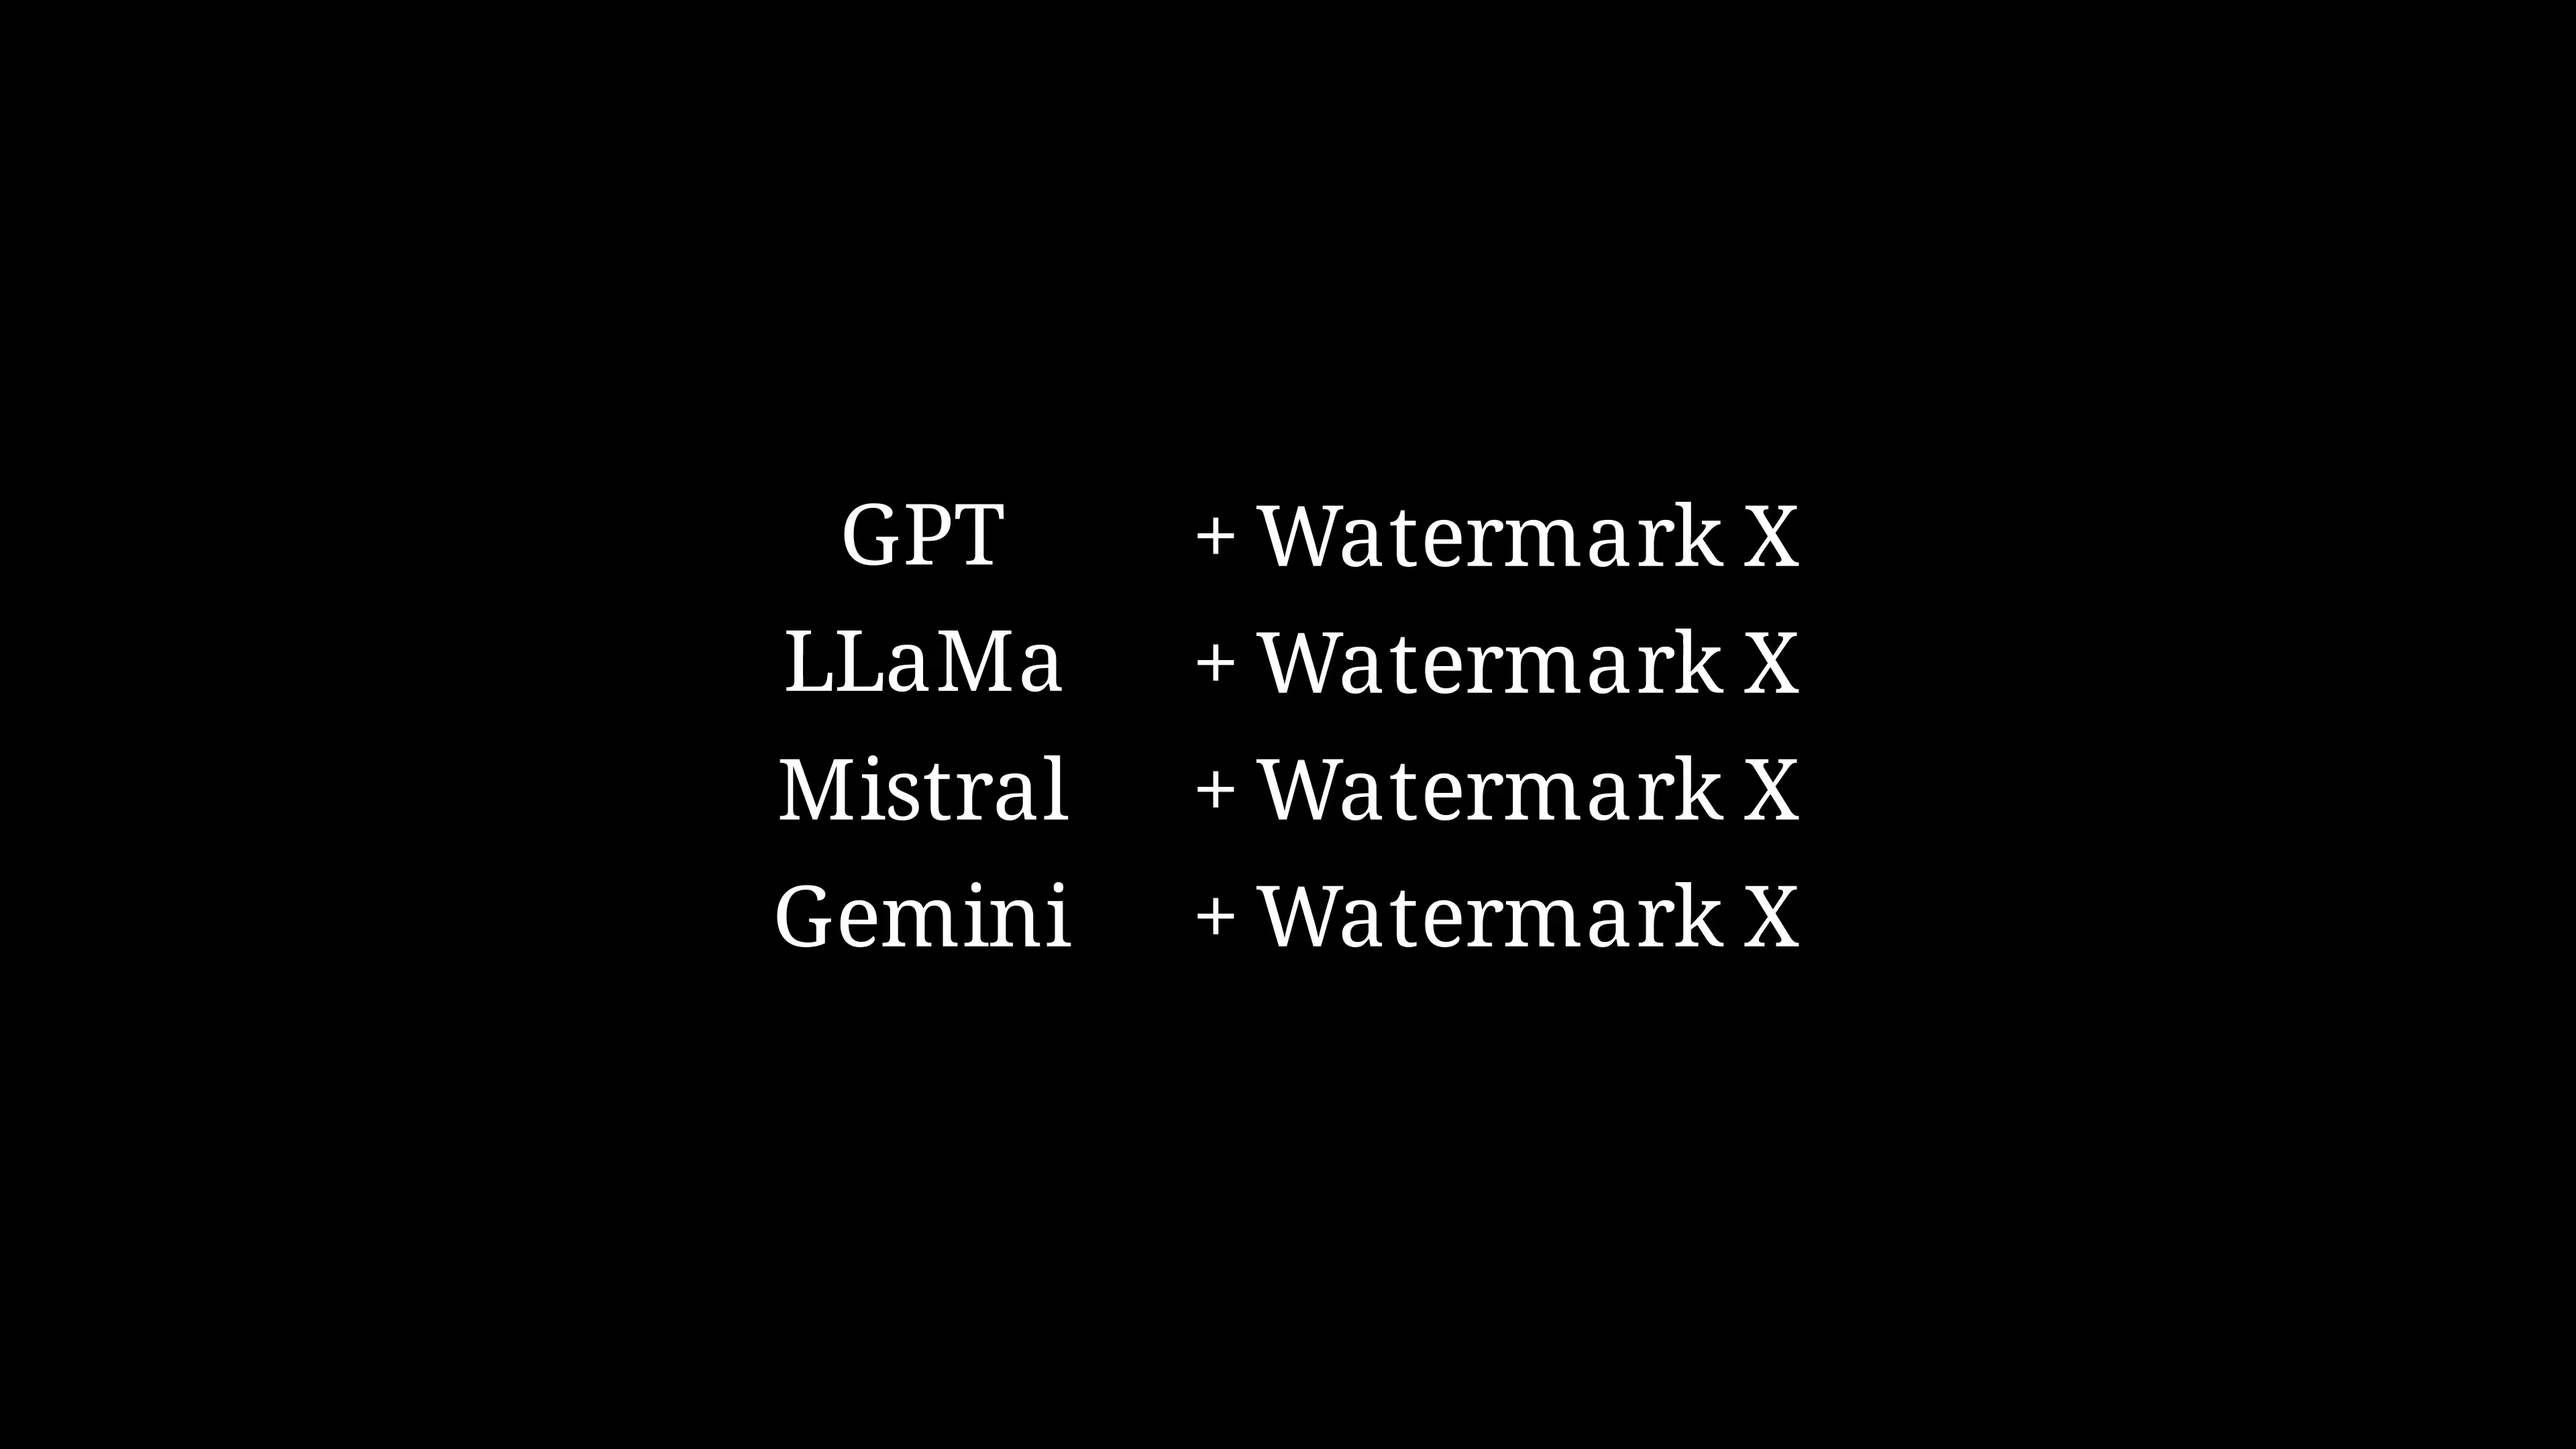 GPT + Watermark X
LLaMa + Watermark X
Mistral + Watermark X
Gemini + Watermark X